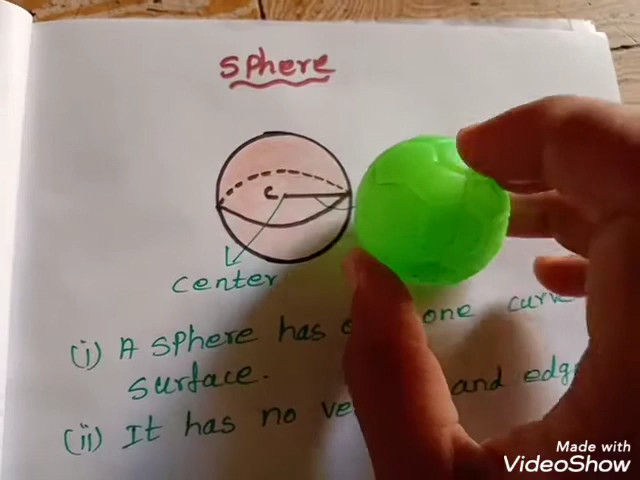 Sphere
C
center
(i) A sphere has one curv
surface.
(ii) It has no ve and edg
Made with
VideoShow